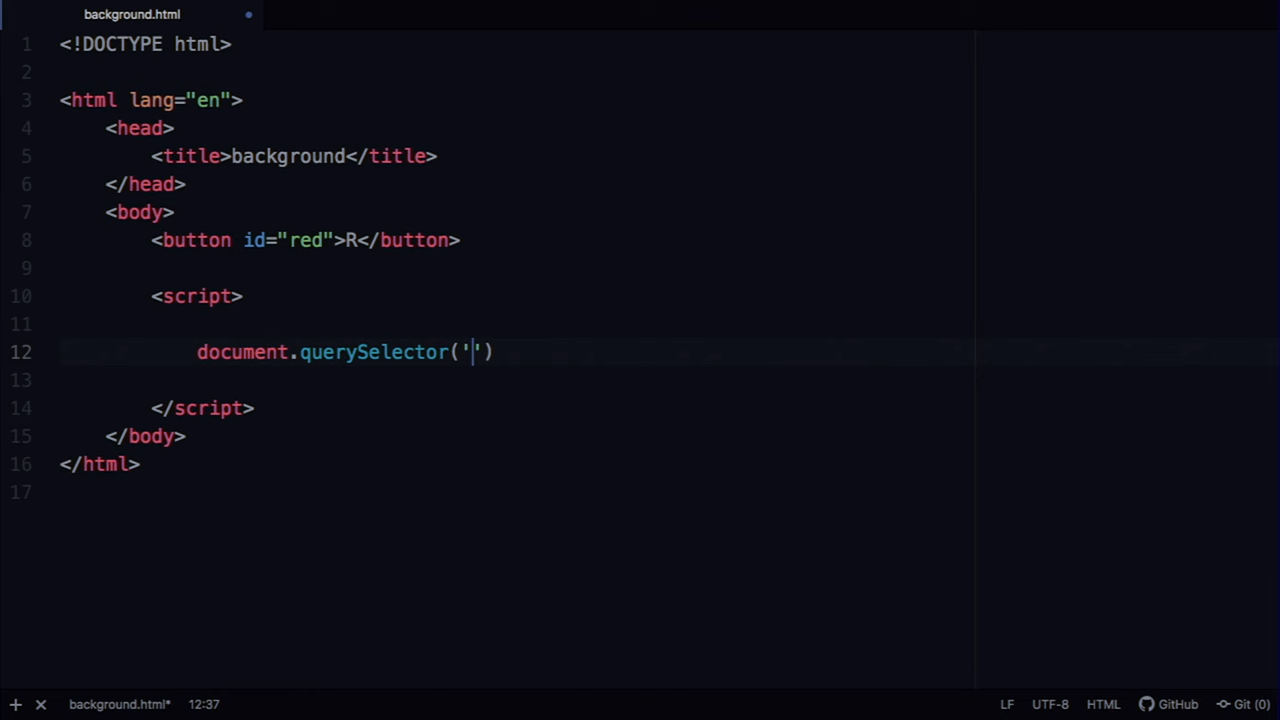 background.html
1 <!DOCTYPE html>
2
3 <html lang="en">
4     <head>
5         <title>background</title>
6     </head>
7     <body>
8         <button id="red">R</button>
9
10         <script>
11
12             document.querySelector('')
13
14         </script>
15     </body>
16 </html>
17
background.html* 12:37 LF UTF-8 HTML GitHub Git (0)